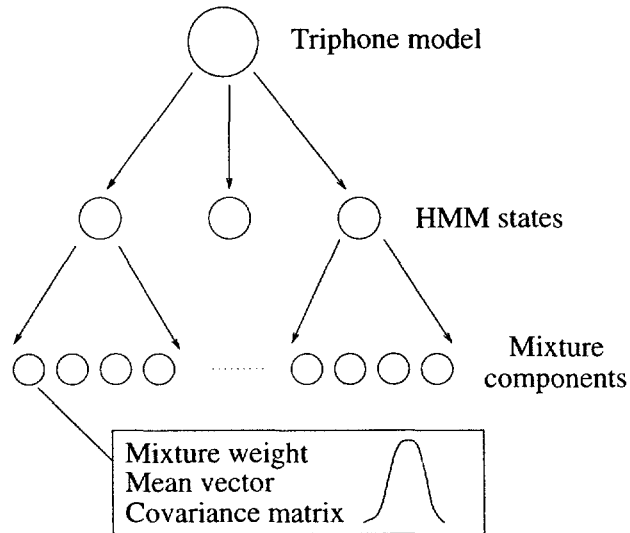 Triphone model
HMM states
Mixture
components
Mixture weight
Mean vector
Covariance matrix